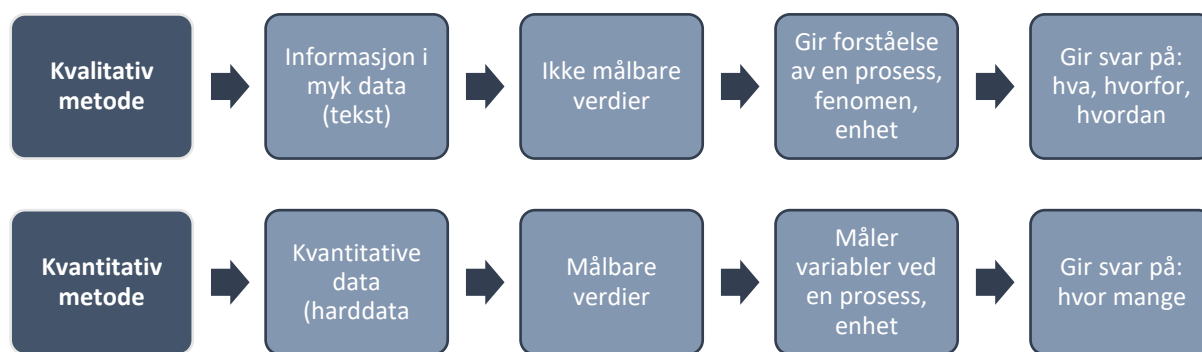 Kvalitativ
metode
Informasjon i
myk data
(tekst)
Ikke målbare
verdier
Gir forståelse
av en prosess,
fenomen,
enhet
Gir svar på:
hva, hvorfor,
hvordan
Kvantitativ
metode
Kvantitative
data
(harddata
Målbare
verdier
Måler
variabler ved
en prosess,
enhet
Gir svar på:
hvor mange